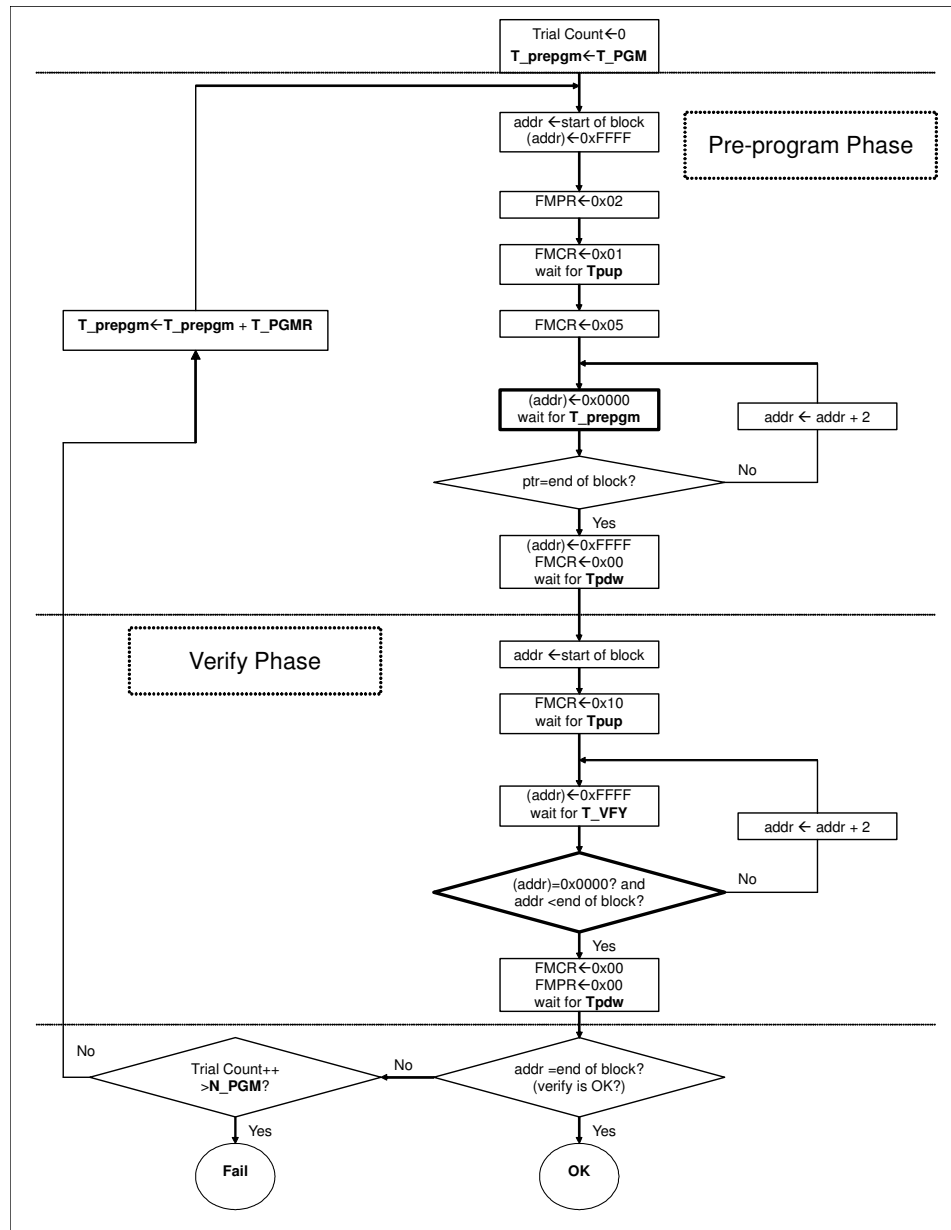 Trial Count←0
T_prepgm←T_PGM
addr ←start of block
(addr)←0xFFFF
Pre-program Phase
FMPR←0x02
FMCR←0x01
wait for Tpup
T_prepgm←T_prepgm + T_PGMR
FMCR←0x05
(addr)←0x0000
wait for T_prepgm
addr ← addr + 2
ptr=end of block?
No
Yes
(addr)←0xFFFF
FMCR←0x00
wait for Tpdw
Verify Phase
addr ←start of block
FMCR←0x10
wait for Tpup
(addr)←0xFFFF
wait for T_VFY
addr ← addr + 2
(addr)=0x0000? and
addr <end of block?
No
Yes
FMCR←0x00
FMPR←0x00
wait for Tpdw
No
Trial Count++
>N_PGM?
No
addr =end of block?
(verify is OK?)
Yes
Yes
Fail
OK